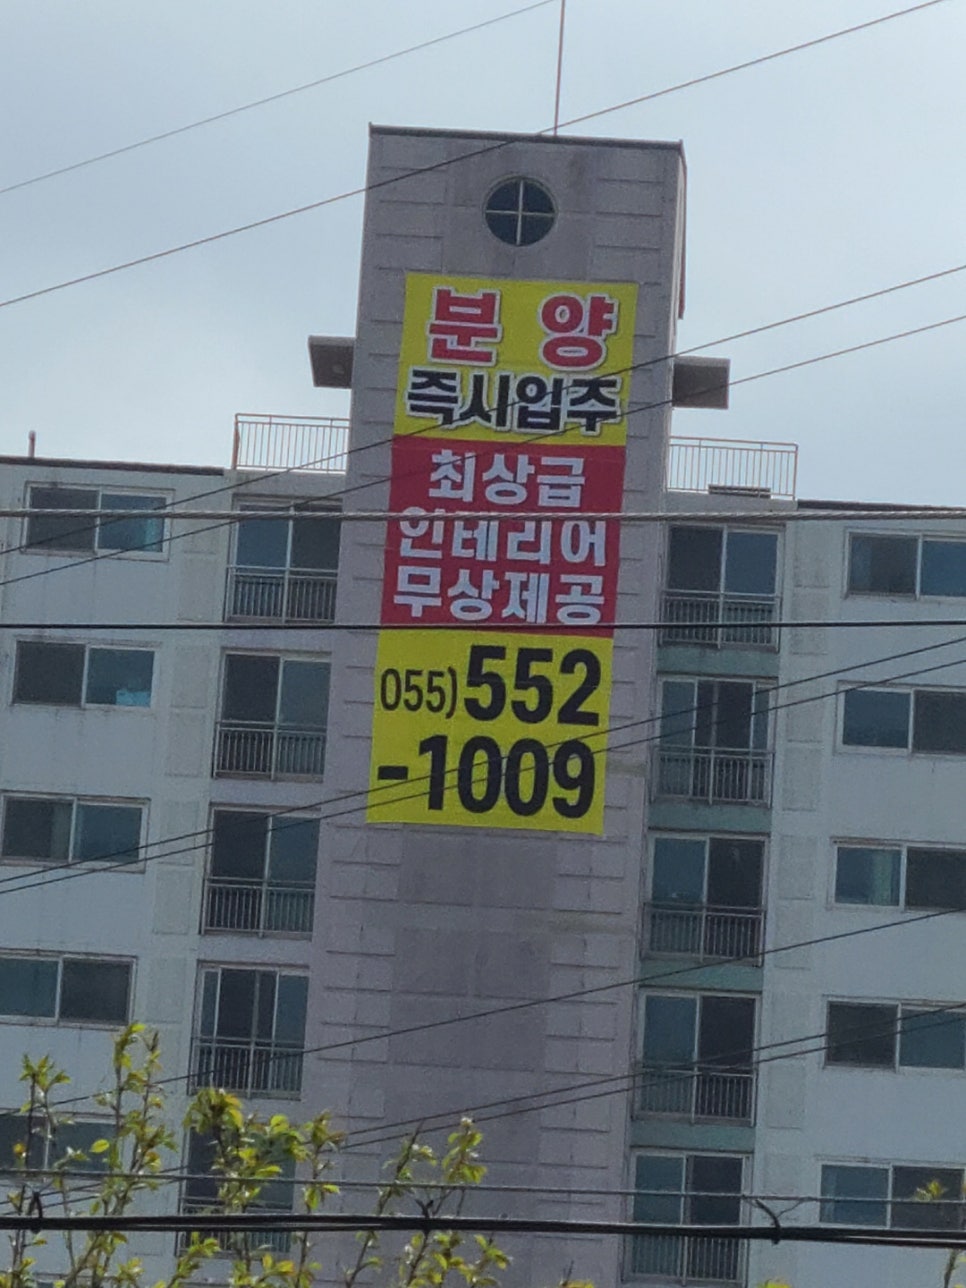 분양
즉시입주
최상급
인테리어
무상제공
055)552
-1009